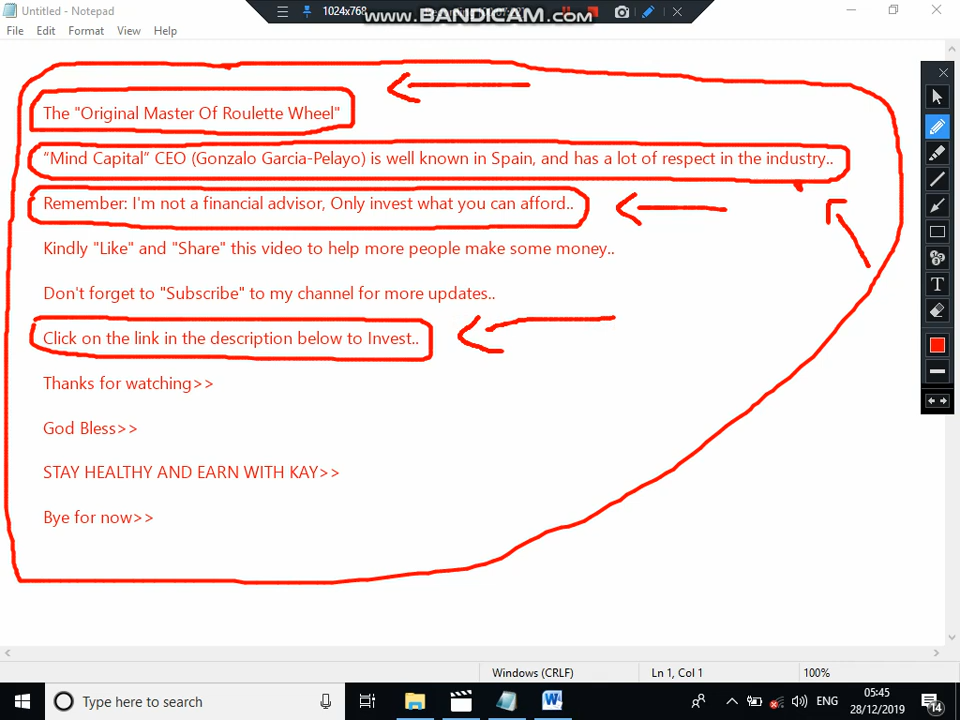 Untitled - Notepad
1024x768
www.BANDICAM.com
File Edit Format View Help
The "Original Master Of Roulette Wheel"
“Mind Capital” CEO (Gonzalo Garcia-Pelayo) is well known in Spain, and has a lot of respect in the industry..
Remember: I'm not a financial advisor, Only invest what you can afford..
Kindly "Like" and "Share" this video to help more people make some money..
Don't forget to "Subscribe" to my channel for more updates..
Click on the link in the description below to Invest..
Thanks for watching>>
God Bless>>
STAY HEALTHY AND EARN WITH KAY>>
Bye for now>>
T
Windows (CRLF) Ln 1, Col 1 100%
Type here to search
ENG
05:45
28/12/2019
14